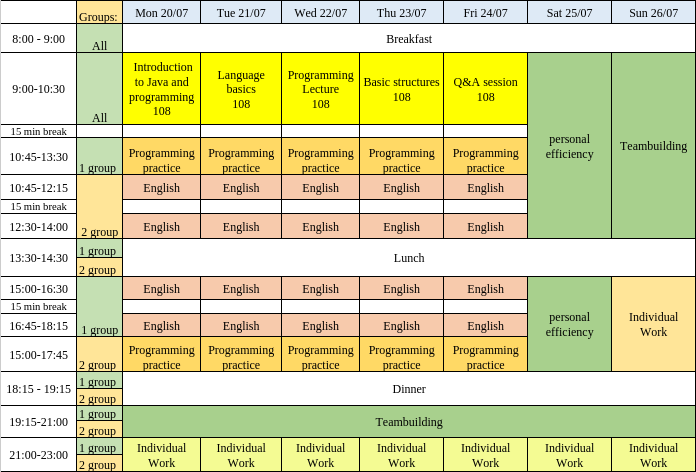 Groups: Mon 20/07 Tue 21/07 Wed 22/07 Thu 23/07 Fri 24/07 Sat 25/07 Sun 26/07
8:00 - 9:00 All Breakfast
9:00-10:30 All
Introduction
to Java and
programming
108
Language
basics
108
Programming
Lecture
108
Basic structures
108
Q&A session
108
personal
efficiency
Teambuilding
15 min break
10:45-13:30 1 group
Programming
practice
Programming
practice
Programming
practice
Programming
practice
Programming
practice
10:45-12:15 English English English English English
15 min break
12:30-14:00 2 group English English English English English
13:30-14:30 1 group Lunch
2 group
15:00-16:30 English English English English English
15 min break
16:45-18:15 1 group English English English English English
personal
efficiency
Individual
Work
15:00-17:45 2 group
Programming
practice
Programming
practice
Programming
practice
Programming
practice
Programming
practice
18:15 - 19:15 1 group Dinner
2 group
19:15-21:00 1 group Teambuilding
2 group
21:00-23:00 1 group
2 group
Individual
Work
Individual
Work
Individual
Work
Individual
Work
Individual
Work
Individual
Work
Individual
Work